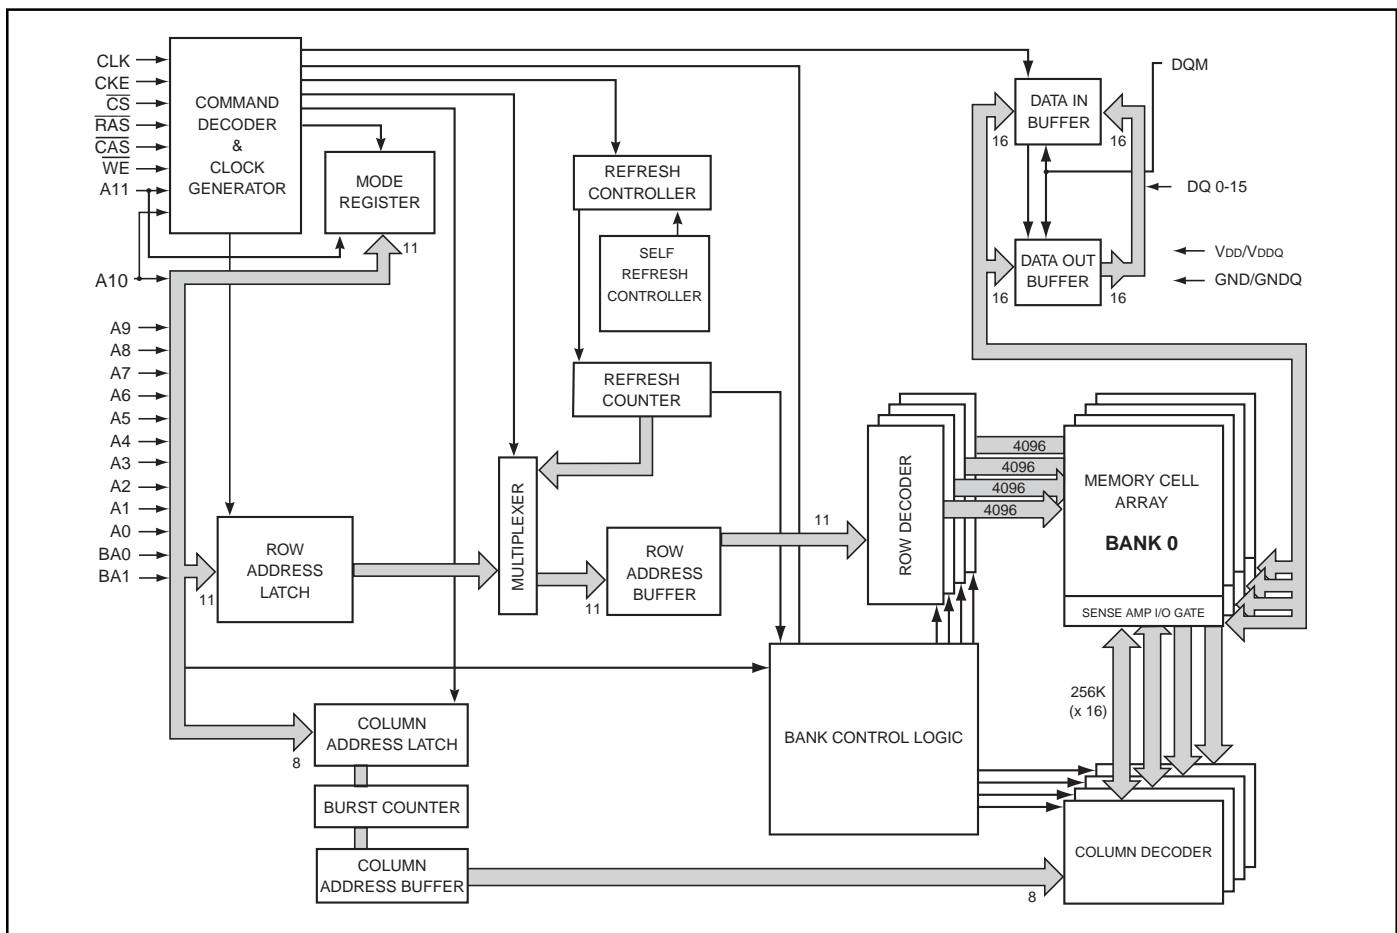 CLK
CKE
CS
RAS
CAS
WE
A11
A10
A9
A8
A7
A6
A5
A4
A3
A2
A1
A0
BA0
BA1
COMMAND
DECODER
&
CLOCK
GENERATOR
MODE
REGISTER
11
REFRESH
CONTROLLER
SELF
REFRESH
CONTROLLER
REFRESH
COUNTER
DATA IN
BUFFER
16
16
DQM
DQ 0-15
DATA OUT
BUFFER
16
16
VDD/VDDQ
GND/GNDQ
11
ROW
ADDRESS
LATCH
MULTIPLEXER
11
ROW
ADDRESS
BUFFER
11
ROW DECODER
4096
4096
4096
4096
MEMORY CELL
ARRAY
BANK 0
SENSE AMP I/O GATE
256K
(x 16)
BANK CONTROL LOGIC
8
COLUMN
ADDRESS LATCH
BURST COUNTER
COLUMN
ADDRESS BUFFER
8
COLUMN DECODER